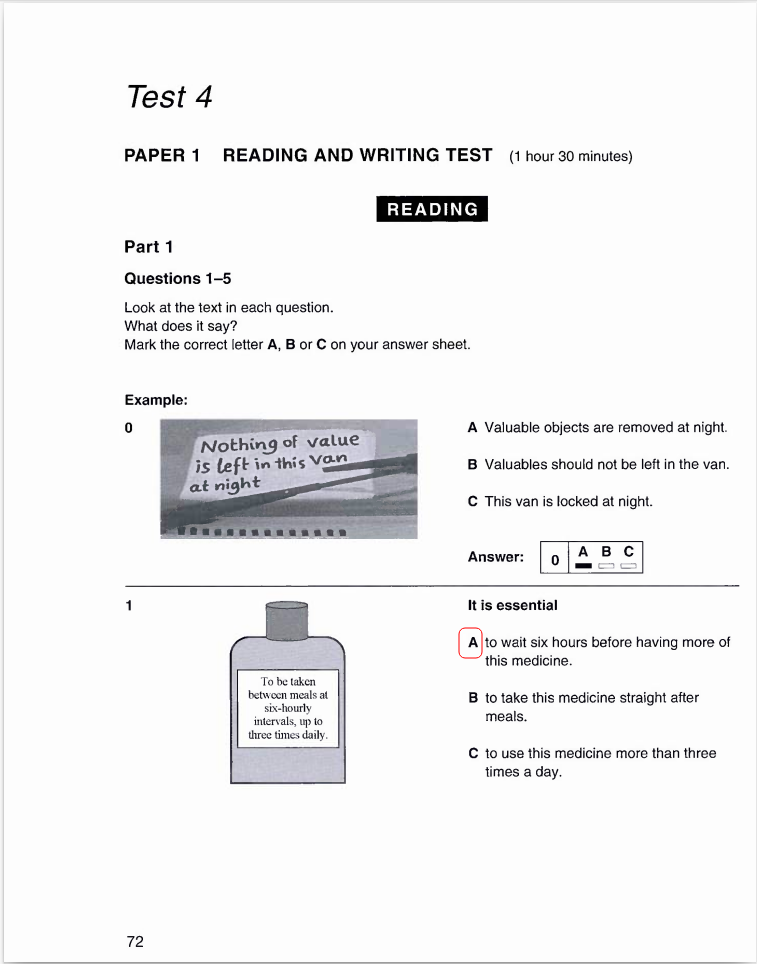 Test 4
PAPER 1 READING AND WRITING TEST (1 hour 30 minutes)
READING
Part 1
Questions 1–5
Look at the text in each question.
What does it say?
Mark the correct letter A, B or C on your answer sheet.
Example:
0
Nothing of value
is left in this van
at night
A Valuable objects are removed at night.
B Valuables should not be left in the van.
C This van is locked at night.
Answer: 0 A B C
1
To be taken
between meals at
six-hourly
intervals, up to
three times daily.
It is essential
A to wait six hours before having more of
this medicine.
B to take this medicine straight after
meals.
C to use this medicine more than three
times a day.
72